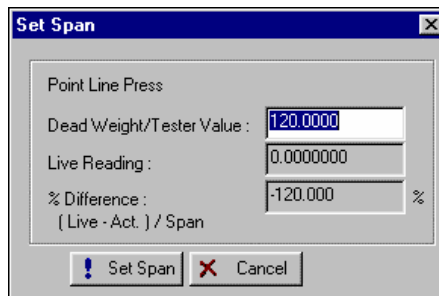 Set Span
Point Line Press
Dead Weight/Tester Value : 120.0000
Live Reading : 0.0000000
% Difference : -120.000 %
( Live - Act. ) / Span
Set Span Cancel